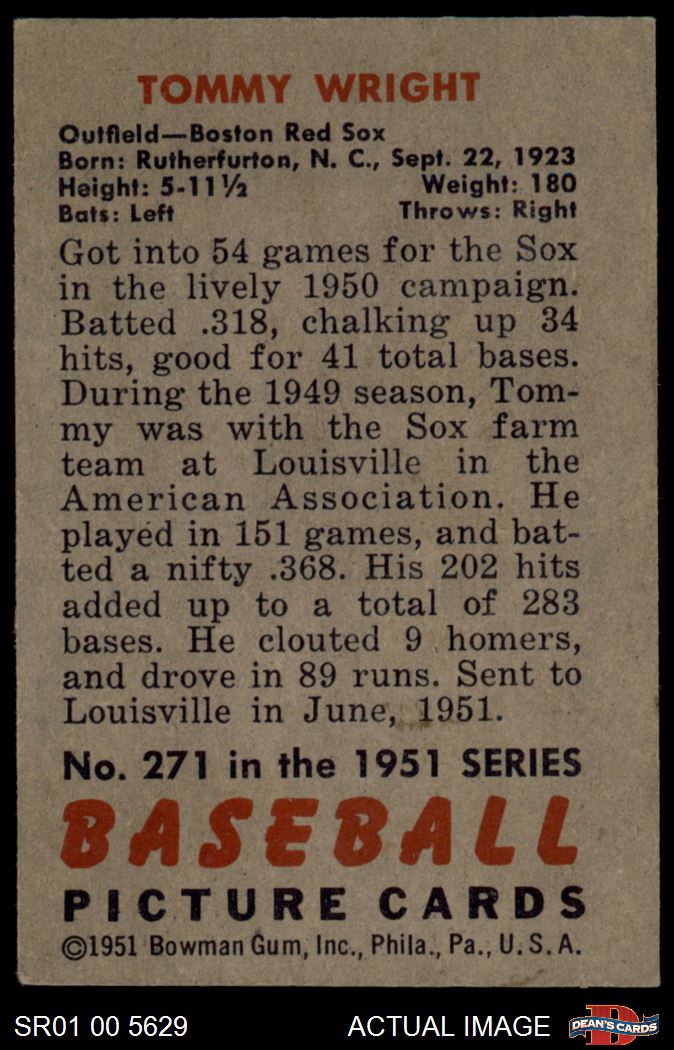 TOMMY WRIGHT
Outfield—Boston Red Sox
Born: Rutherfurton, N. C., Sept. 22, 1923
Height: 5-11½ Weight: 180
Bats: Left Throws: Right
Got into 54 games for the Sox
in the lively 1950 campaign.
Batted .318, chalking up 34
hits, good for 41 total bases.
During the 1949 season, Tom-
my was with the Sox farm
team at Louisville in the
American Association. He
played in 151 games, and bat-
ted a nifty .368. His 202 hits
added up to a total of 283
bases. He clouted 9 homers,
and drove in 89 runs. Sent to
Louisville in June, 1951.
No. 271 in the 1951 SERIES
BASEBALL
PICTURE CARDS
©1951 Bowman Gum, Inc., Phila., Pa., U. S. A.
SR01 00 5629 ACTUAL IMAGE
D
DEAN'S CARDS